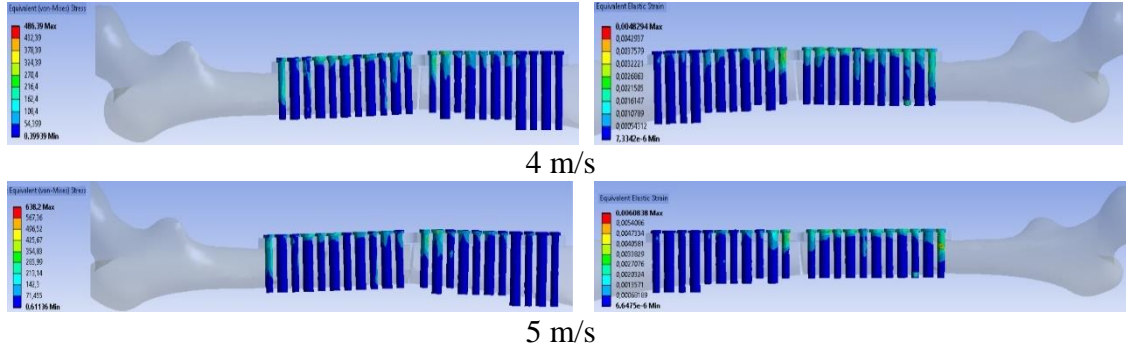 Equivalent (von-Mises) Stress
486,39 Max
432,39
378,39
324,39
270,4
216,4
162,4
108,4
54,399
0,39939 Min
Equivalent Elastic Strain
0,0048294 Max
0,0042937
0,0037579
0,0032221
0,0026863
0,0021505
0,0016147
0,0010789
0,00054312
7,3342e-6 Min
4 m/s
Equivalent (von-Mises) Stress
638,2 Max
567,36
496,52
425,67
354,83
283,99
213,14
142,3
71,455
0,61136 Min
Equivalent Elastic Strain
0,0060838 Max
0,0054086
0,0047334
0,0040581
0,0033829
0,0027076
0,0020324
0,0013571
6,6475e-6 Min
5 m/s